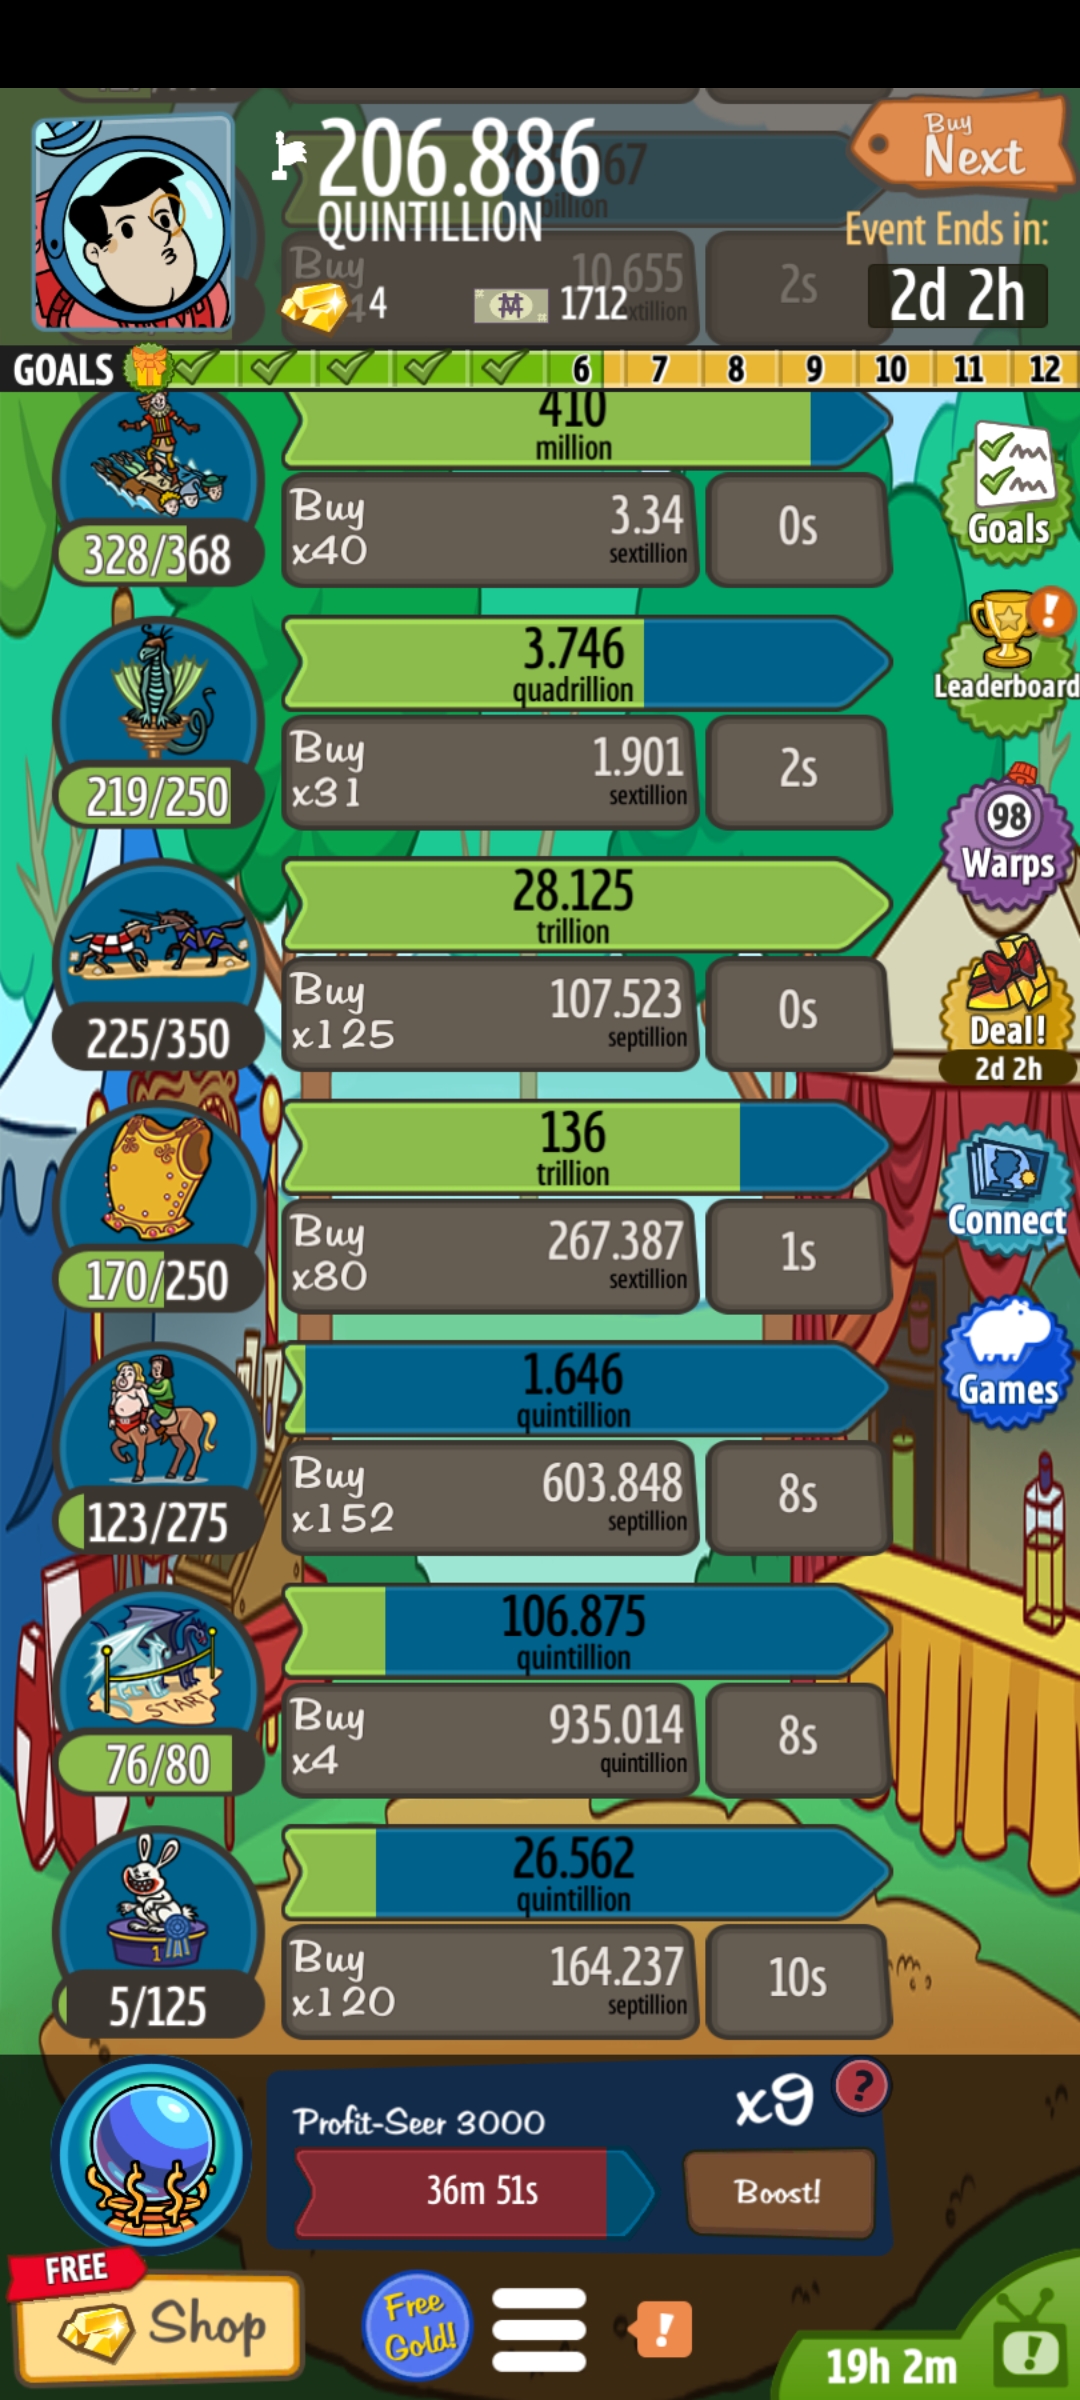 206.886
Buy
Next
QUINTILLION
Event Ends in:
Buy
10.655
2s
2d 2h
4
1712
GOALS 6 7 8 9 10 11 12
410
million
Buy
x40
3.34
sextillion
0s
328/368
Goals
3.746
quadrillion
Leaderboard
Buy
x31
1.901
sextillion
2s
219/250
98
Warps
28.125
trillion
Buy
x125
107.523
septillion
0s
225/350
Deal!
2d 2h
136
trillion
Buy
x80
267.387
sextillion
1s
170/250
Connect
1.646
quintillion
Games
Buy
x152
603.848
septillion
8s
123/275
106.875
quintillion
START
Buy
x4
935.014
quintillion
8s
76/80
26.562
quintillion
1
Buy
x120
164.237
septillion
10s
5/125
Profit-Seer 3000
x9
?
36m 51s
Boost!
FREE
Shop
Free
Gold!
!
19h 2m
!